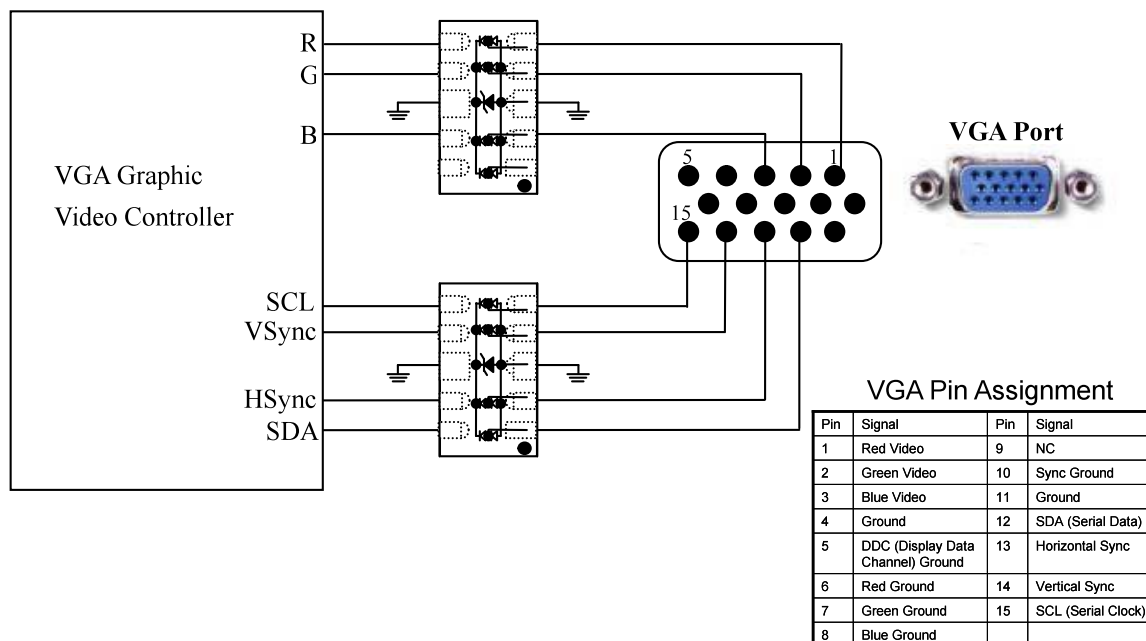 R
G
B
VGA Graphic
Video Controller
SCL
VSync
HSync
SDA
5
1
15
VGA Port
VGA Pin Assignment
Pin Signal Pin Signal
1 Red Video 9 NC
2 Green Video 10 Sync Ground
3 Blue Video 11 Ground
4 Ground 12 SDA (Serial Data)
5 DDC (Display Data Channel) Ground 13 Horizontal Sync
6 Red Ground 14 Vertical Sync
7 Green Ground 15 SCL (Serial Clock)
8 Blue Ground